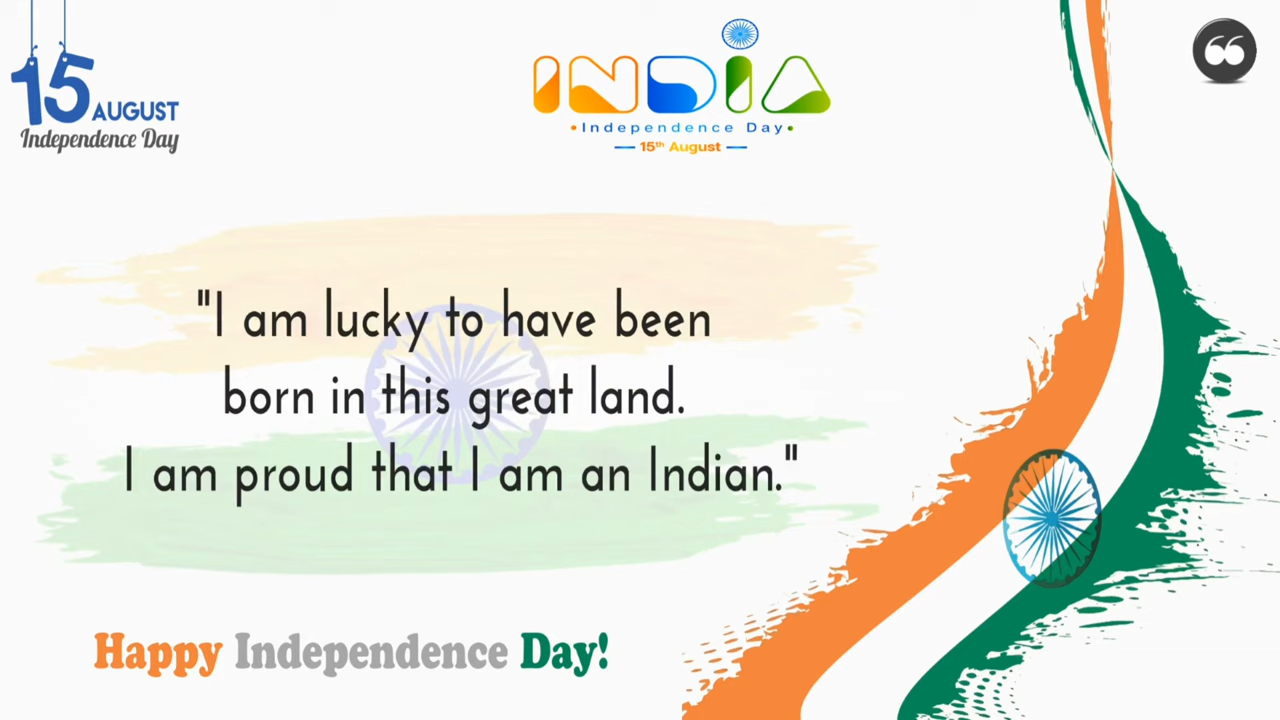 15 AUGUST
Independence Day
INDIA
•Independence Day•
15th August
"I am lucky to have been
born in this great land.
I am proud that I am an Indian."
Happy Independence Day!